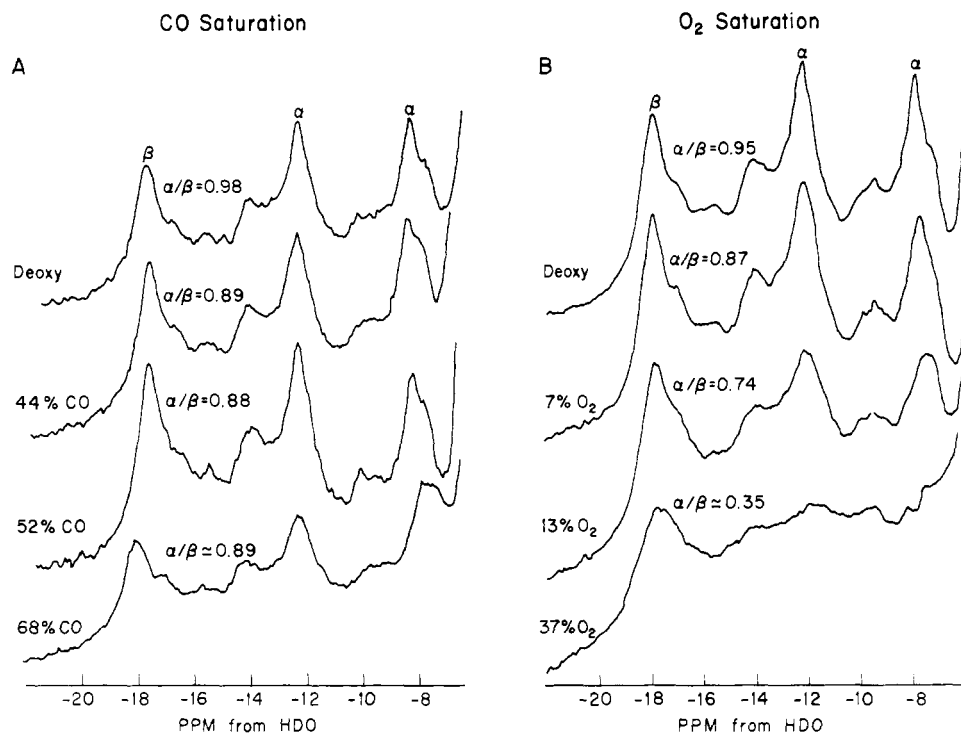 CO Saturation
A
β
α
α
α/β=0.98
Deoxy
α/β=0.89
44% CO
α/β=0.88
52% CO
α/β≃0.89
68% CO
-20 -18 -16 -14 -12 -10 -8
PPM from HDO
O₂ Saturation
B
β
α
α
α/β=0.95
Deoxy
α/β=0.87
7% O₂
α/β=0.74
13% O₂
α/β≃0.35
37% O₂
-20 -18 -16 -14 -12 -10 -8
PPM from HDO